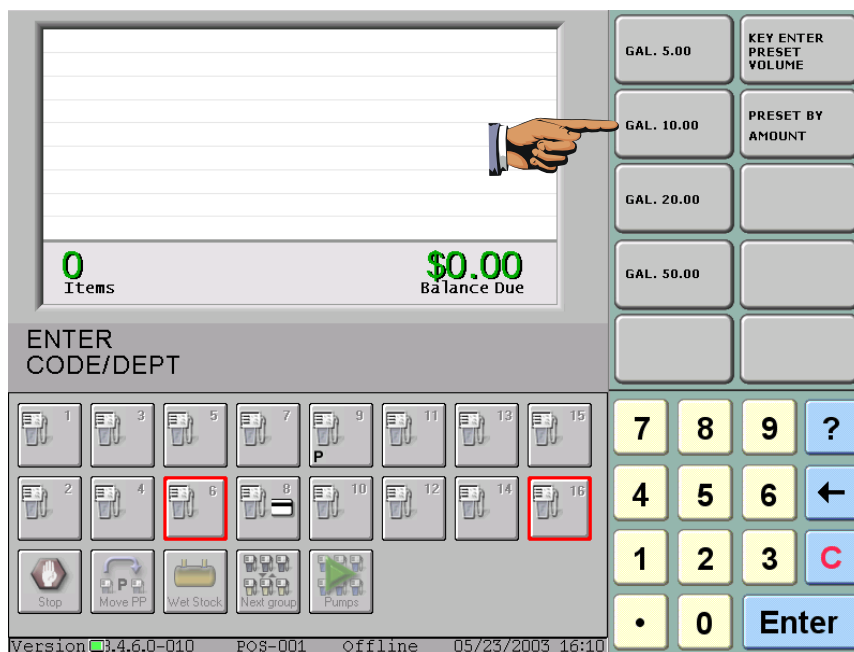 GAL. 5.00
KEY ENTER
PRESET
VOLUME
GAL. 10.00
PRESET BY
AMOUNT
GAL. 20.00
GAL. 50.00
0
Items
$0.00
Balance Due
ENTER
CODE/DEPT
1
3
5
7
9
P
11
13
15
2
4
6
8
10
12
14
16
Stop
P
Move PP
Wet Stock
Next group
Pumps
7
8
9
?
4
5
6
←
1
2
3
C
•
0
Enter
Version 3.4.6.0-010 POS-001 Offline 05/23/2003 16:10